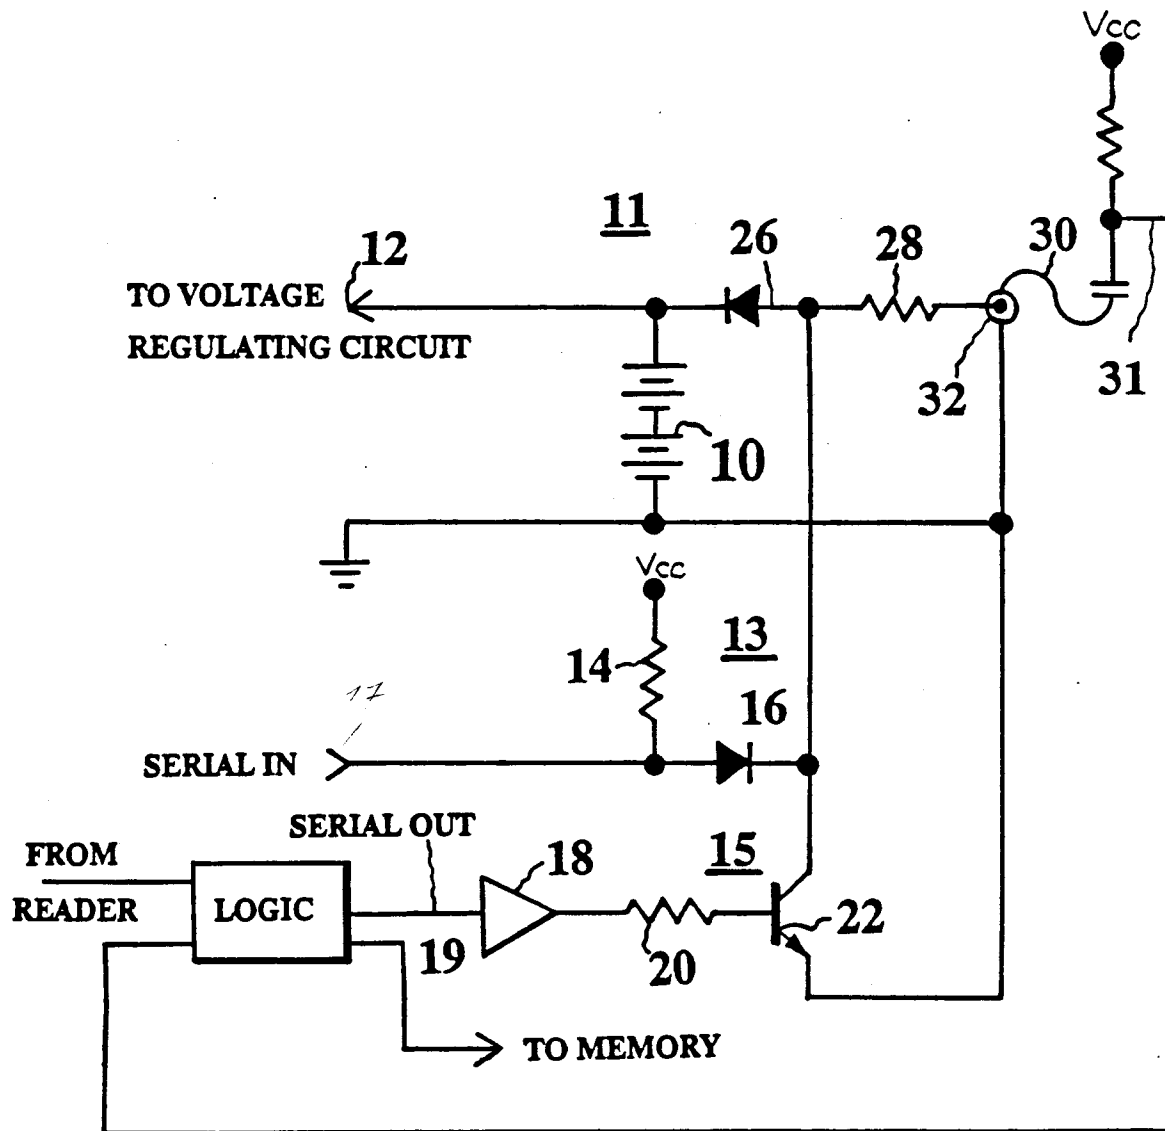 Vcc
11
26
28
30
12
TO VOLTAGE
REGULATING CIRCUIT
32
31
10
Vcc
13
14
17
16
SERIAL IN
SERIAL OUT
FROM
READER
LOGIC
18
15
22
19
20
TO MEMORY